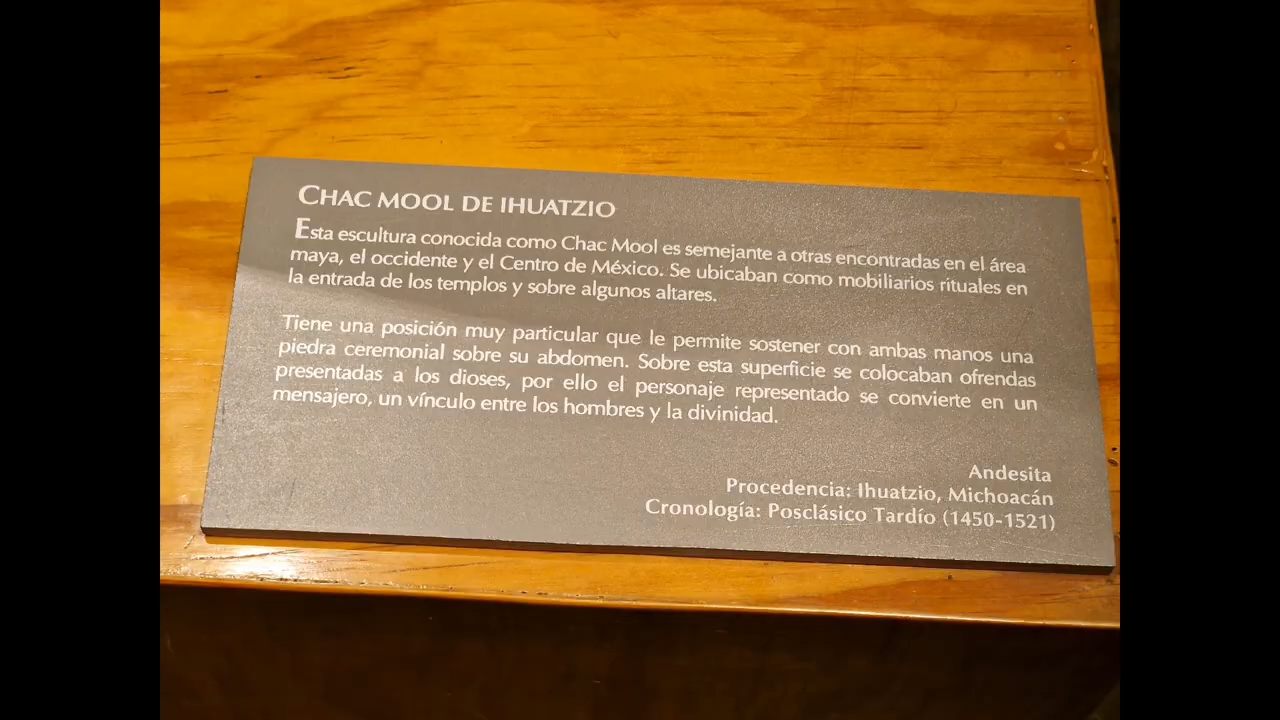 CHAC MOOL DE IHUATZIO
Esta escultura conocida como Chac Mool es semejante a otras encontradas en el área
maya, el occidente y el Centro de México. Se ubicaban como mobiliarios rituales en
la entrada de los templos y sobre algunos altares.
Tiene una posición muy particular que le permite sostener con ambas manos una
piedra ceremonial sobre su abdomen. Sobre esta superficie se colocaban ofrendas
presentadas a los dioses, por ello el personaje representado se convierte en un
mensajero, un vínculo entre los hombres y la divinidad.
Andesita
Procedencia: Ihuatzio, Michoacán
Cronología: Posclásico Tardío (1450-1521)